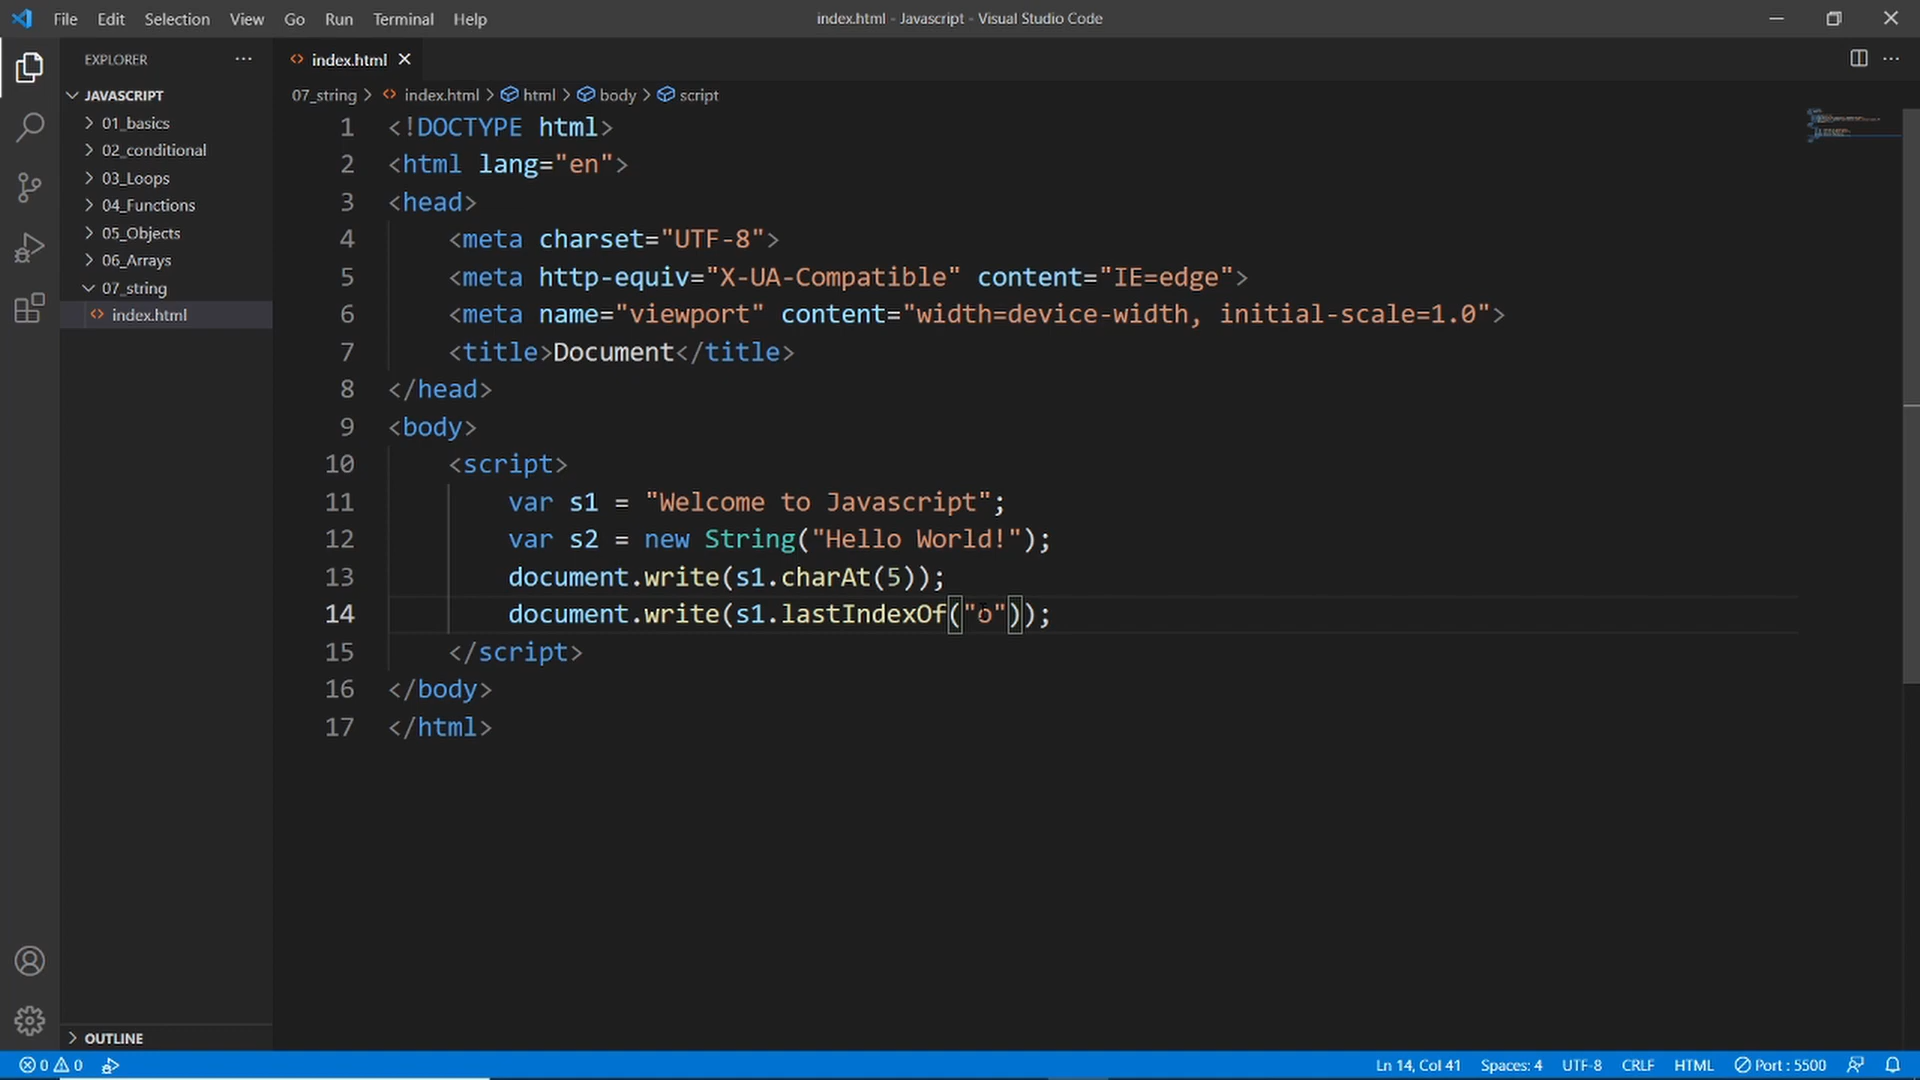 File Edit Selection View Go Run Terminal Help
index.html - Javascript - Visual Studio Code
EXPLORER
index.html
JAVASCRIPT
01_basics
02_conditional
03_Loops
04_Functions
05_Objects
06_Arrays
07_string
index.html
OUTLINE
07_string > index.html > html > body > script
1 <!DOCTYPE html>
2 <html lang="en">
3 <head>
4 <meta charset="UTF-8">
5 <meta http-equiv="X-UA-Compatible" content="IE=edge">
6 <meta name="viewport" content="width=device-width, initial-scale=1.0">
7 <title>Document</title>
8 </head>
9 <body>
10 <script>
11 var s1 = "Welcome to Javascript";
12 var s2 = new String("Hello World!");
13 document.write(s1.charAt(5));
14 document.write(s1.lastIndexOf("o"));
15 </script>
16 </body>
17 </html>
0 0
Ln 14, Col 41 Spaces: 4 UTF-8 CRLF HTML Port : 5500